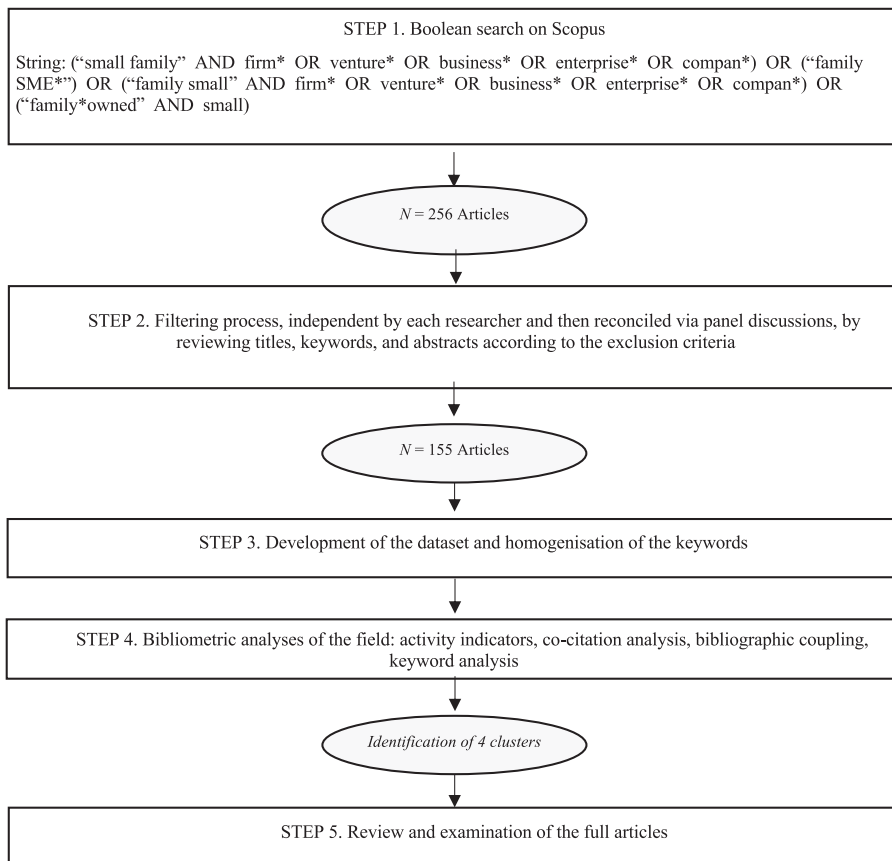 STEP 1. Boolean search on Scopus
String: (“small family” AND firm* OR venture* OR business* OR enterprise* OR compan*) OR (“family
SME*”) OR (“family small” AND firm* OR venture* OR business* OR enterprise* OR compan*) OR
(“family*owned” AND small)
N = 256 Articles
STEP 2. Filtering process, independent by each researcher and then reconciled via panel discussions, by
reviewing titles, keywords, and abstracts according to the exclusion criteria
N = 155 Articles
STEP 3. Development of the dataset and homogenisation of the keywords
STEP 4. Bibliometric analyses of the field: activity indicators, co-citation analysis, bibliographic coupling,
keyword analysis
Identification of 4 clusters
STEP 5. Review and examination of the full articles